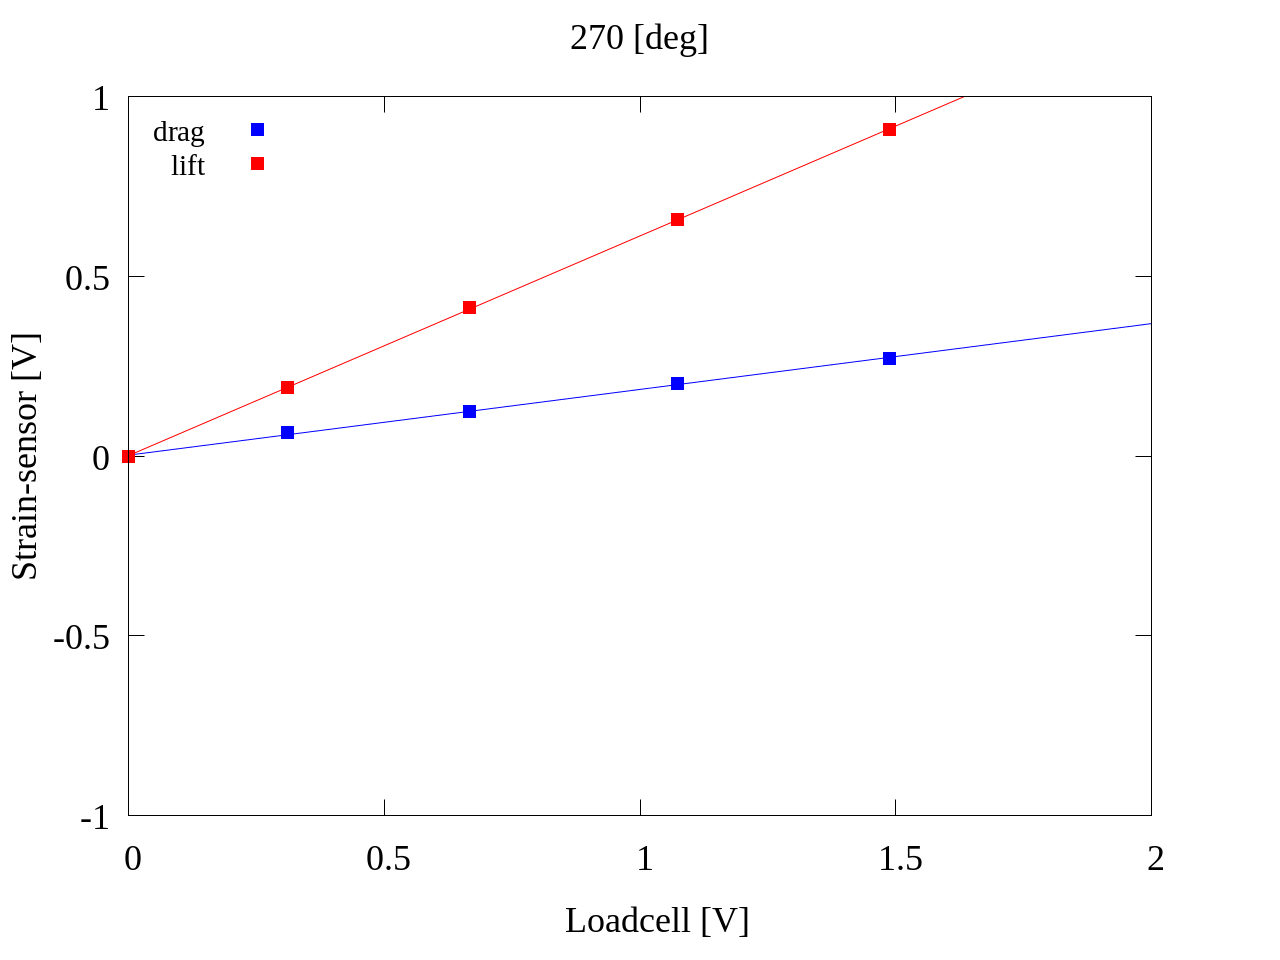 270 [deg]
drag
lift
1
0.5
0
-0.5
-1
Strain-sensor [V]
0 0.5 1 1.5 2
Loadcell [V]